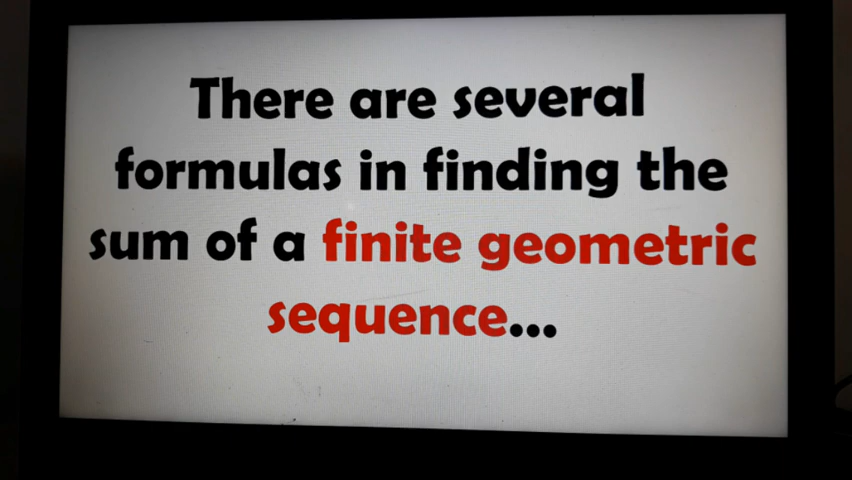 There are several
formulas in finding the
sum of a finite geometric
sequence...